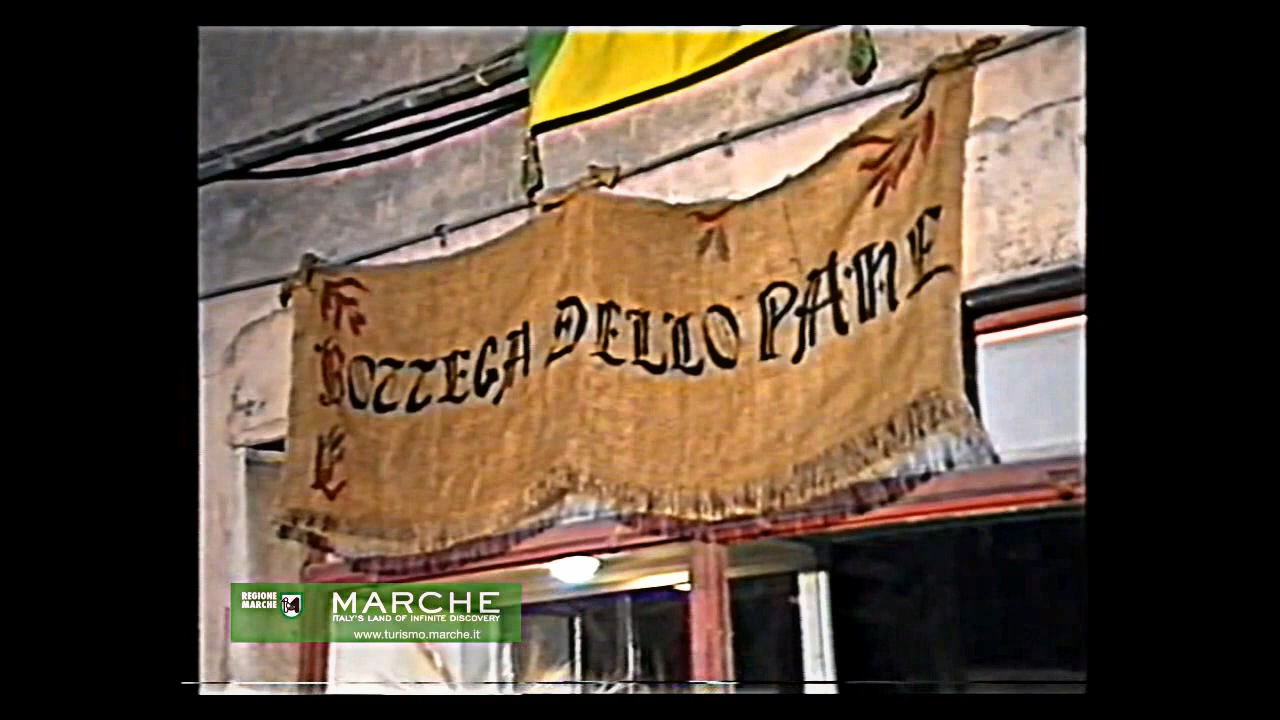 BOTTEGA DELLO PANE
E
REGIONE
MARCHE
MARCHE
ITALY'S LAND OF INFINITE DISCOVERY
www.turismo.marche.it